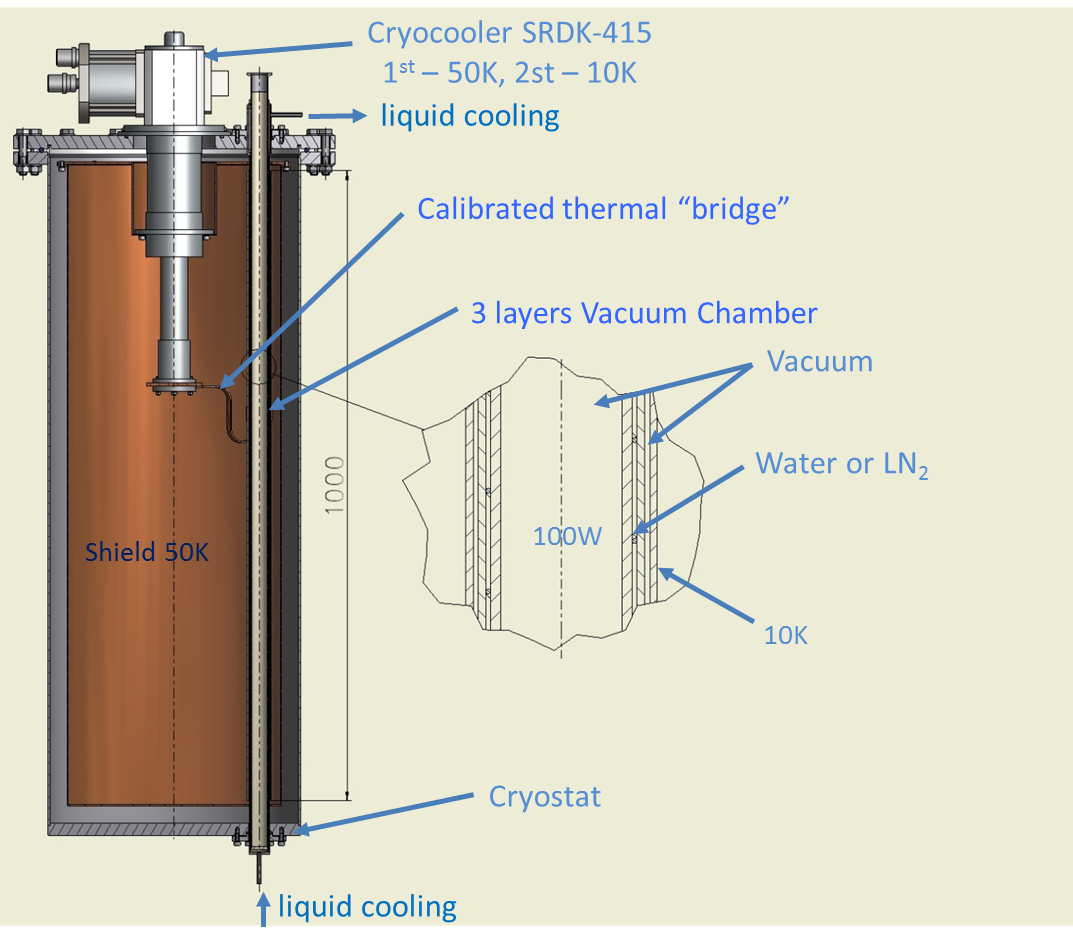 Cryocooler SRDK-415
1st – 50K, 2st – 10K
liquid cooling
Calibrated thermal “bridge”
3 layers Vacuum Chamber
Vacuum
Water or LN2
1000
100W
Shield 50K
10K
Cryostat
liquid cooling